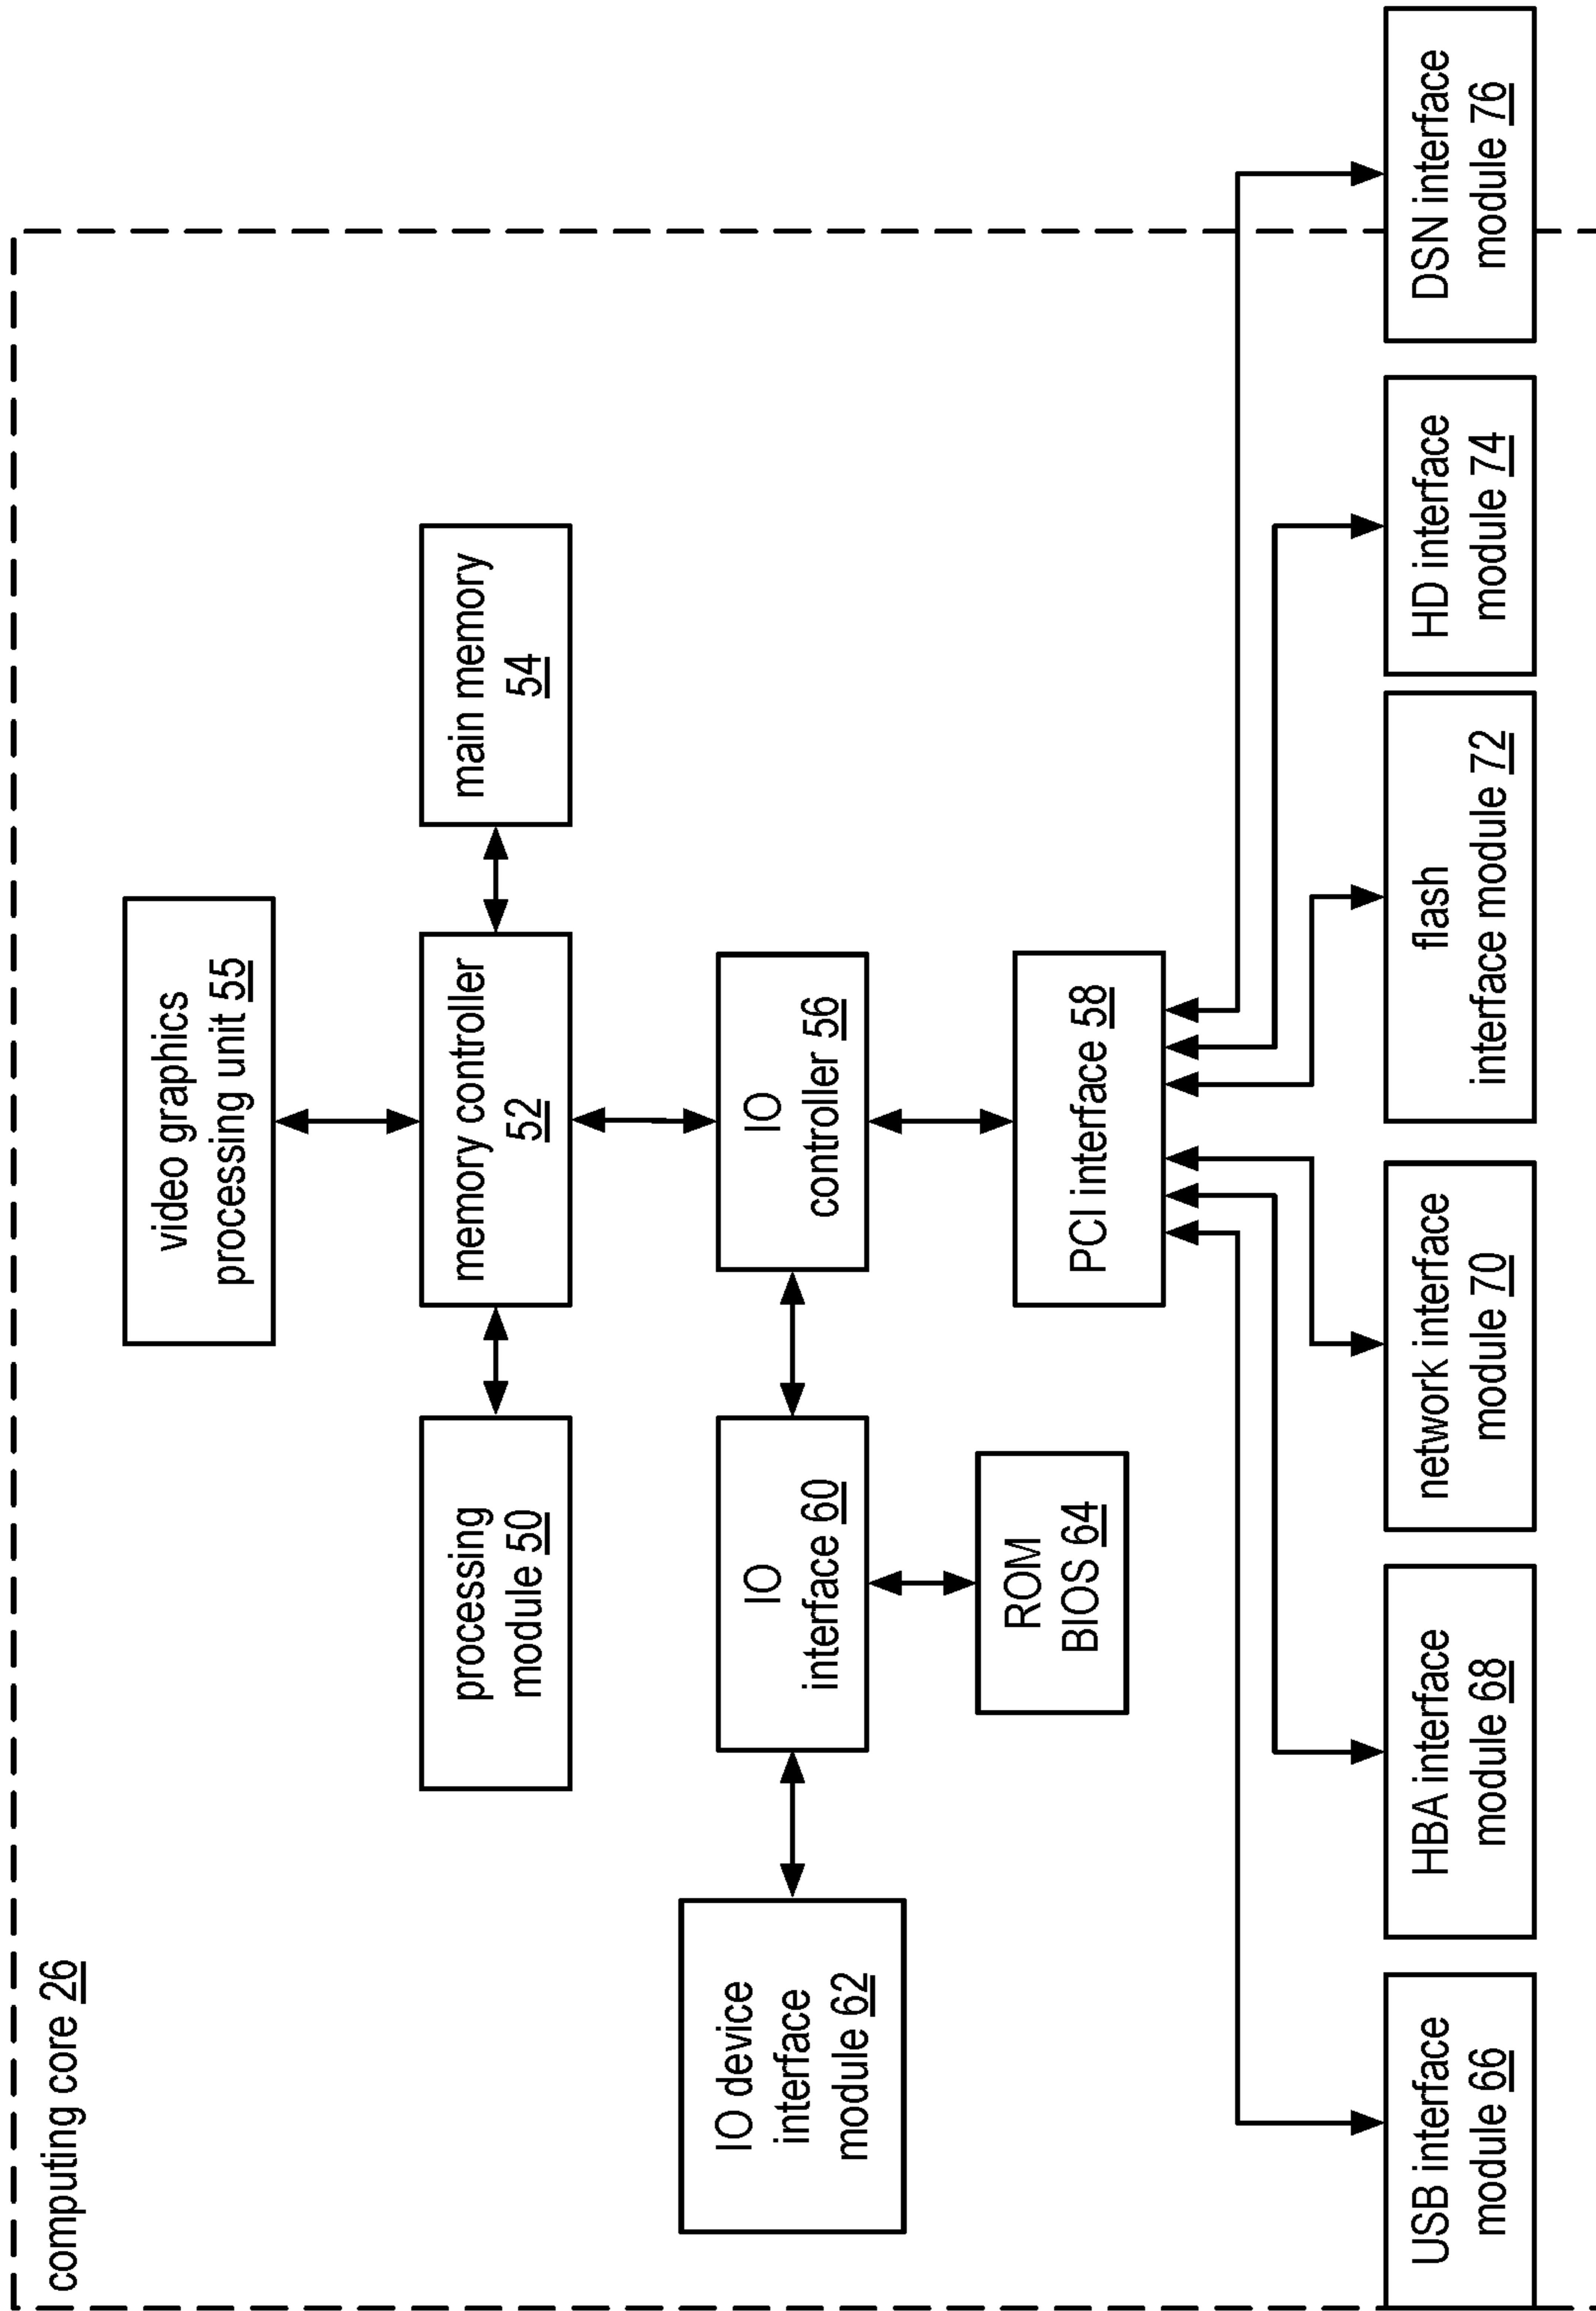 computing core 26
video graphics
processing unit 55
processing
module 50
memory controller
52
main memory
54
IO device
interface
module 62
IO
interface 60
IO
controller 56
ROM
BIOS 64
PCI interface 58
USB interface
module 66
HBA interface
module 68
network interface
module 70
flash
interface module 72
HD interface
module 74
DSN interface
module 76